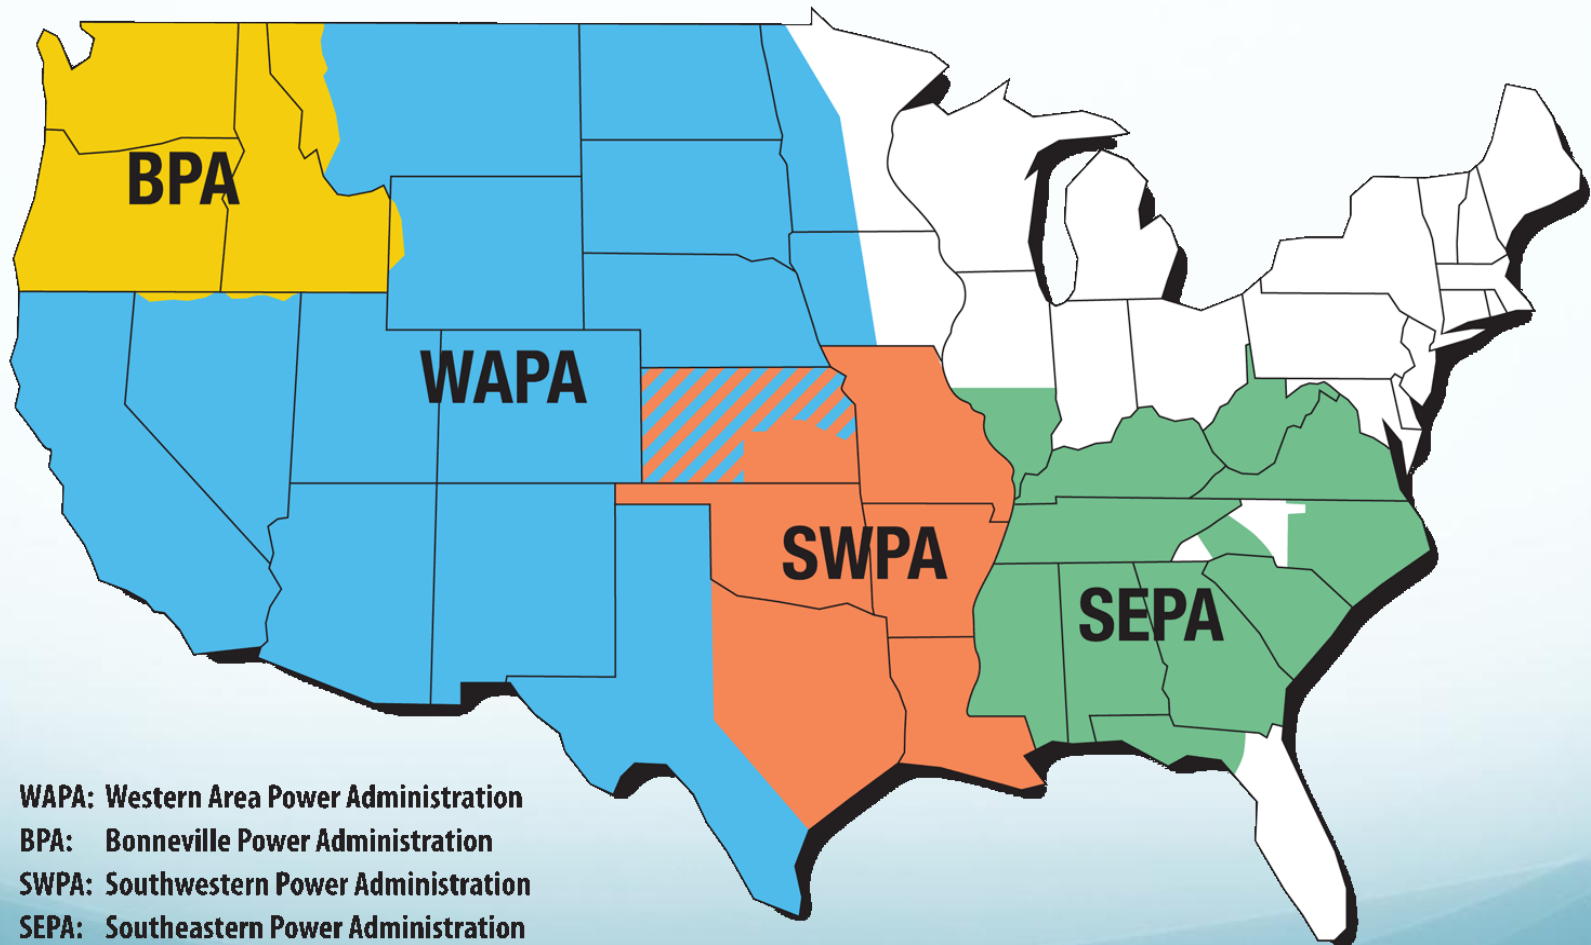 BPA
WAPA
SWPA
SEPA
WAPA: Western Area Power Administration
BPA: Bonneville Power Administration
SWPA: Southwestern Power Administration
SEPA: Southeastern Power Administration